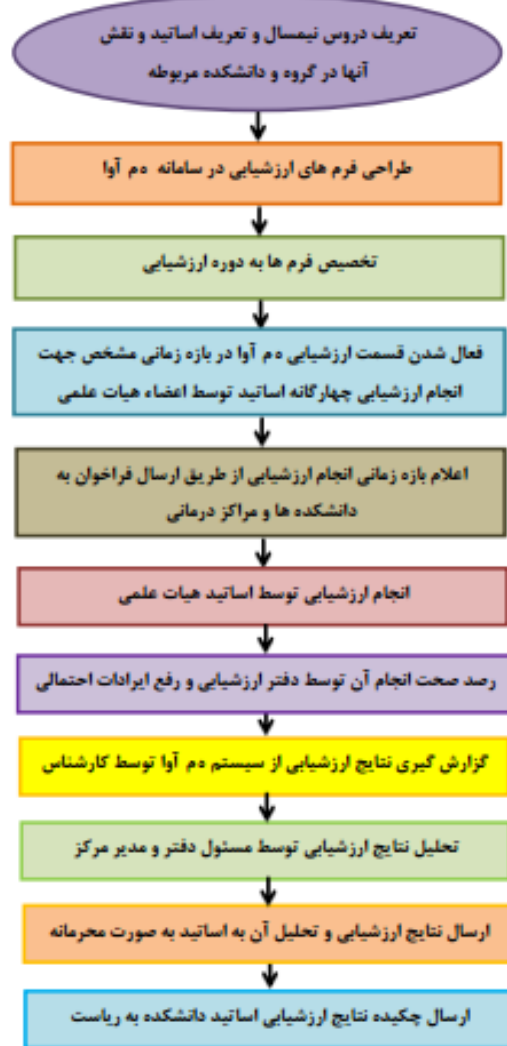 تعریف دروس نیمسال و تعریف اساتید و نقش
آنها در گروه و دانشکده مربوطه
طراحی فرم های ارزشیابی در سامانه هم آوا
تخصیص فرم ها به دوره ارزشیابی
فعال شدن قسمت ارزشیابی هم آوا در بازه زمانی مشخص جهت
انجام ارزشیابی چهارگانه اساتید توسط اعضاء هیات علمی
اعلام بازه زمانی انجام ارزشیابی از طریق ارسال فراخوان به
دانشکده ها و مراکز درمانی
انجام ارزشیابی توسط اساتید هیات علمی
رصد صحت انجام آن توسط دفتر ارزشیابی و رفع ایرادات احتمالی
گزارش گیری نتایج ارزشیابی از سیستم هم آوا توسط کارشناس
تحلیل نتایج ارزشیابی توسط مسئول دفتر و مدیر مرکز
ارسال نتایج ارزشیابی و تحلیل آن به اساتید به صورت محرمانه
ارسال چکیده نتایج ارزشیابی اساتید دانشکده به ریاست